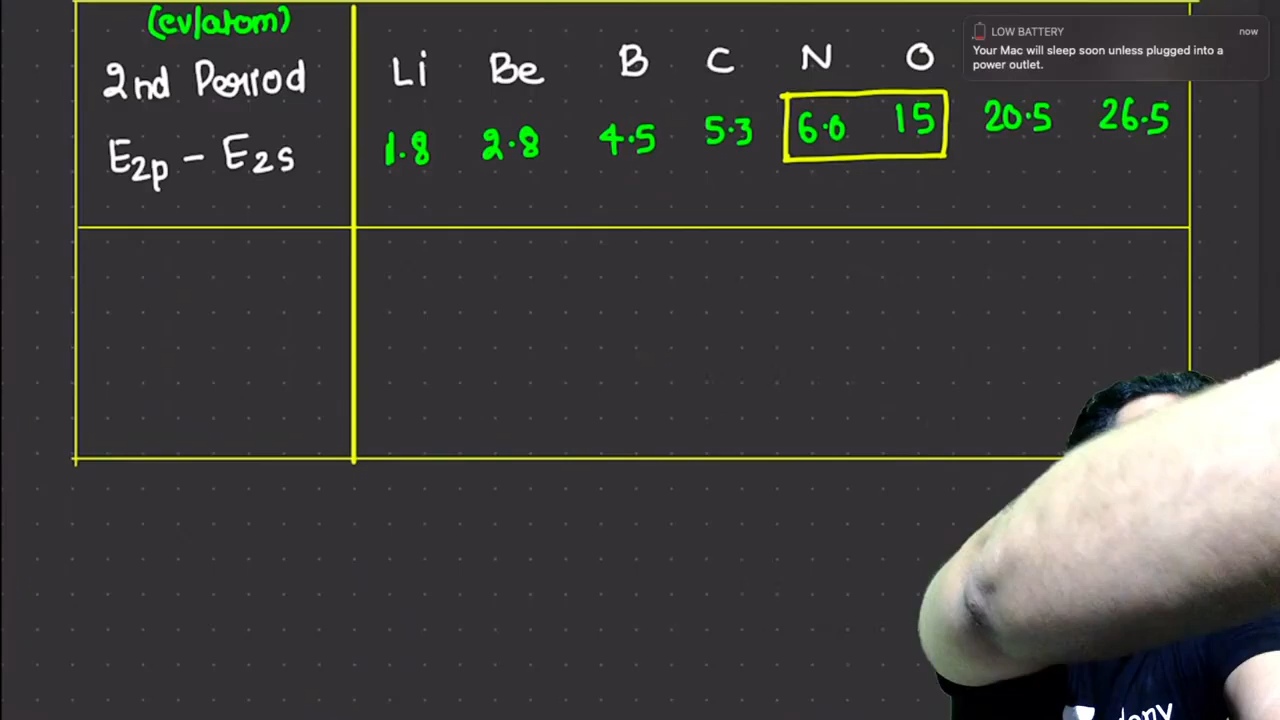 (ev/atom)
2nd Period
E2p - E2s
Li Be B C N O
1.8 2.8 4.5 5.3 6.0 15 20.5 26.5
LOW BATTERY now
Your Mac will sleep soon unless plugged into a
power outlet.